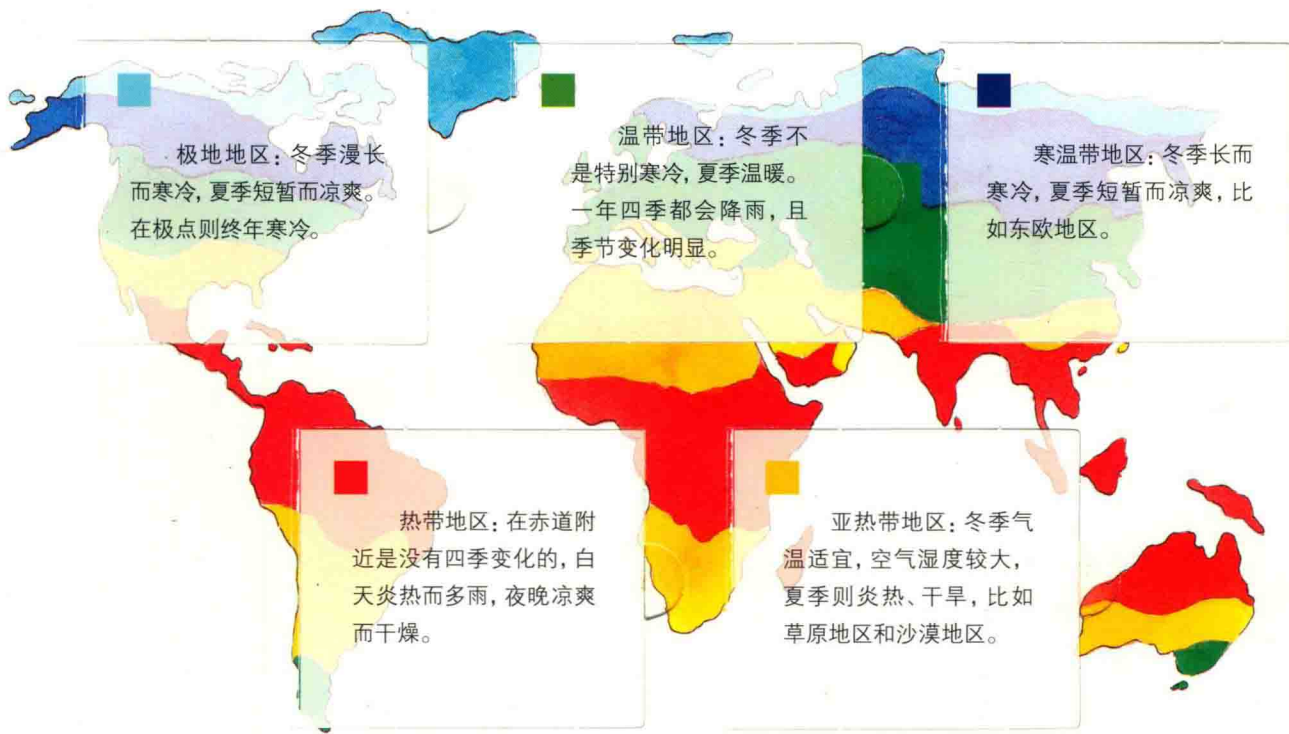 极地地区：冬季漫长
而寒冷，夏季短暂而凉爽。
在极点则终年寒冷。
温带地区：冬季不
是特别寒冷，夏季温暖。
一年四季都会降雨，且
季节变化明显。
寒温带地区：冬季长而
寒冷，夏季短暂而凉爽，比
如东欧地区。
热带地区：在赤道附
近是没有四季变化的，白
天炎热而多雨，夜晚凉爽
而干燥。
亚热带地区：冬季气
温适宜，空气湿度较大，
夏季则炎热、干旱，比如
草原地区和沙漠地区。